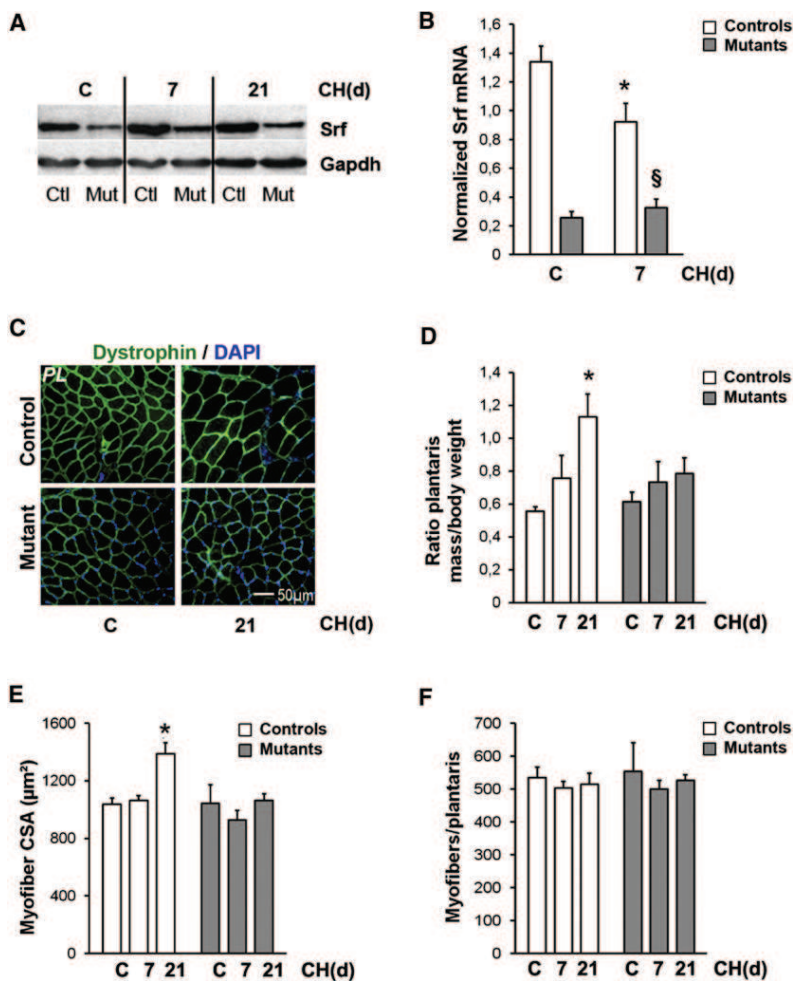 A
C 7 21 CH(d)
Srf
Gapdh
Ctl Mut Ctl Mut Ctl Mut
B
Controls
Mutants
Normalized Srf mRNA
1,6
1,4
1,2
1,0
0,8
0,6
0,4
0,2
0,0
*
§
C 7 CH(d)
C
Dystrophin / DAPI
PL
Control
Mutant
50µm
C 21 CH(d)
D
Controls
Mutants
Ratio plantaris
mass/body weight
1,4
1,2
1,0
0,8
0,6
0,4
0,2
0,0
*
C 7 21 C 7 21 CH(d)
E
Controls
Mutants
Myofiber CSA (µm²)
1600
1200
800
400
0
*
C 7 21 C 7 21 CH(d)
F
Controls
Mutants
Myofibers/plantaris
700
600
500
400
300
200
100
0
C 7 21 C 7 21 CH(d)